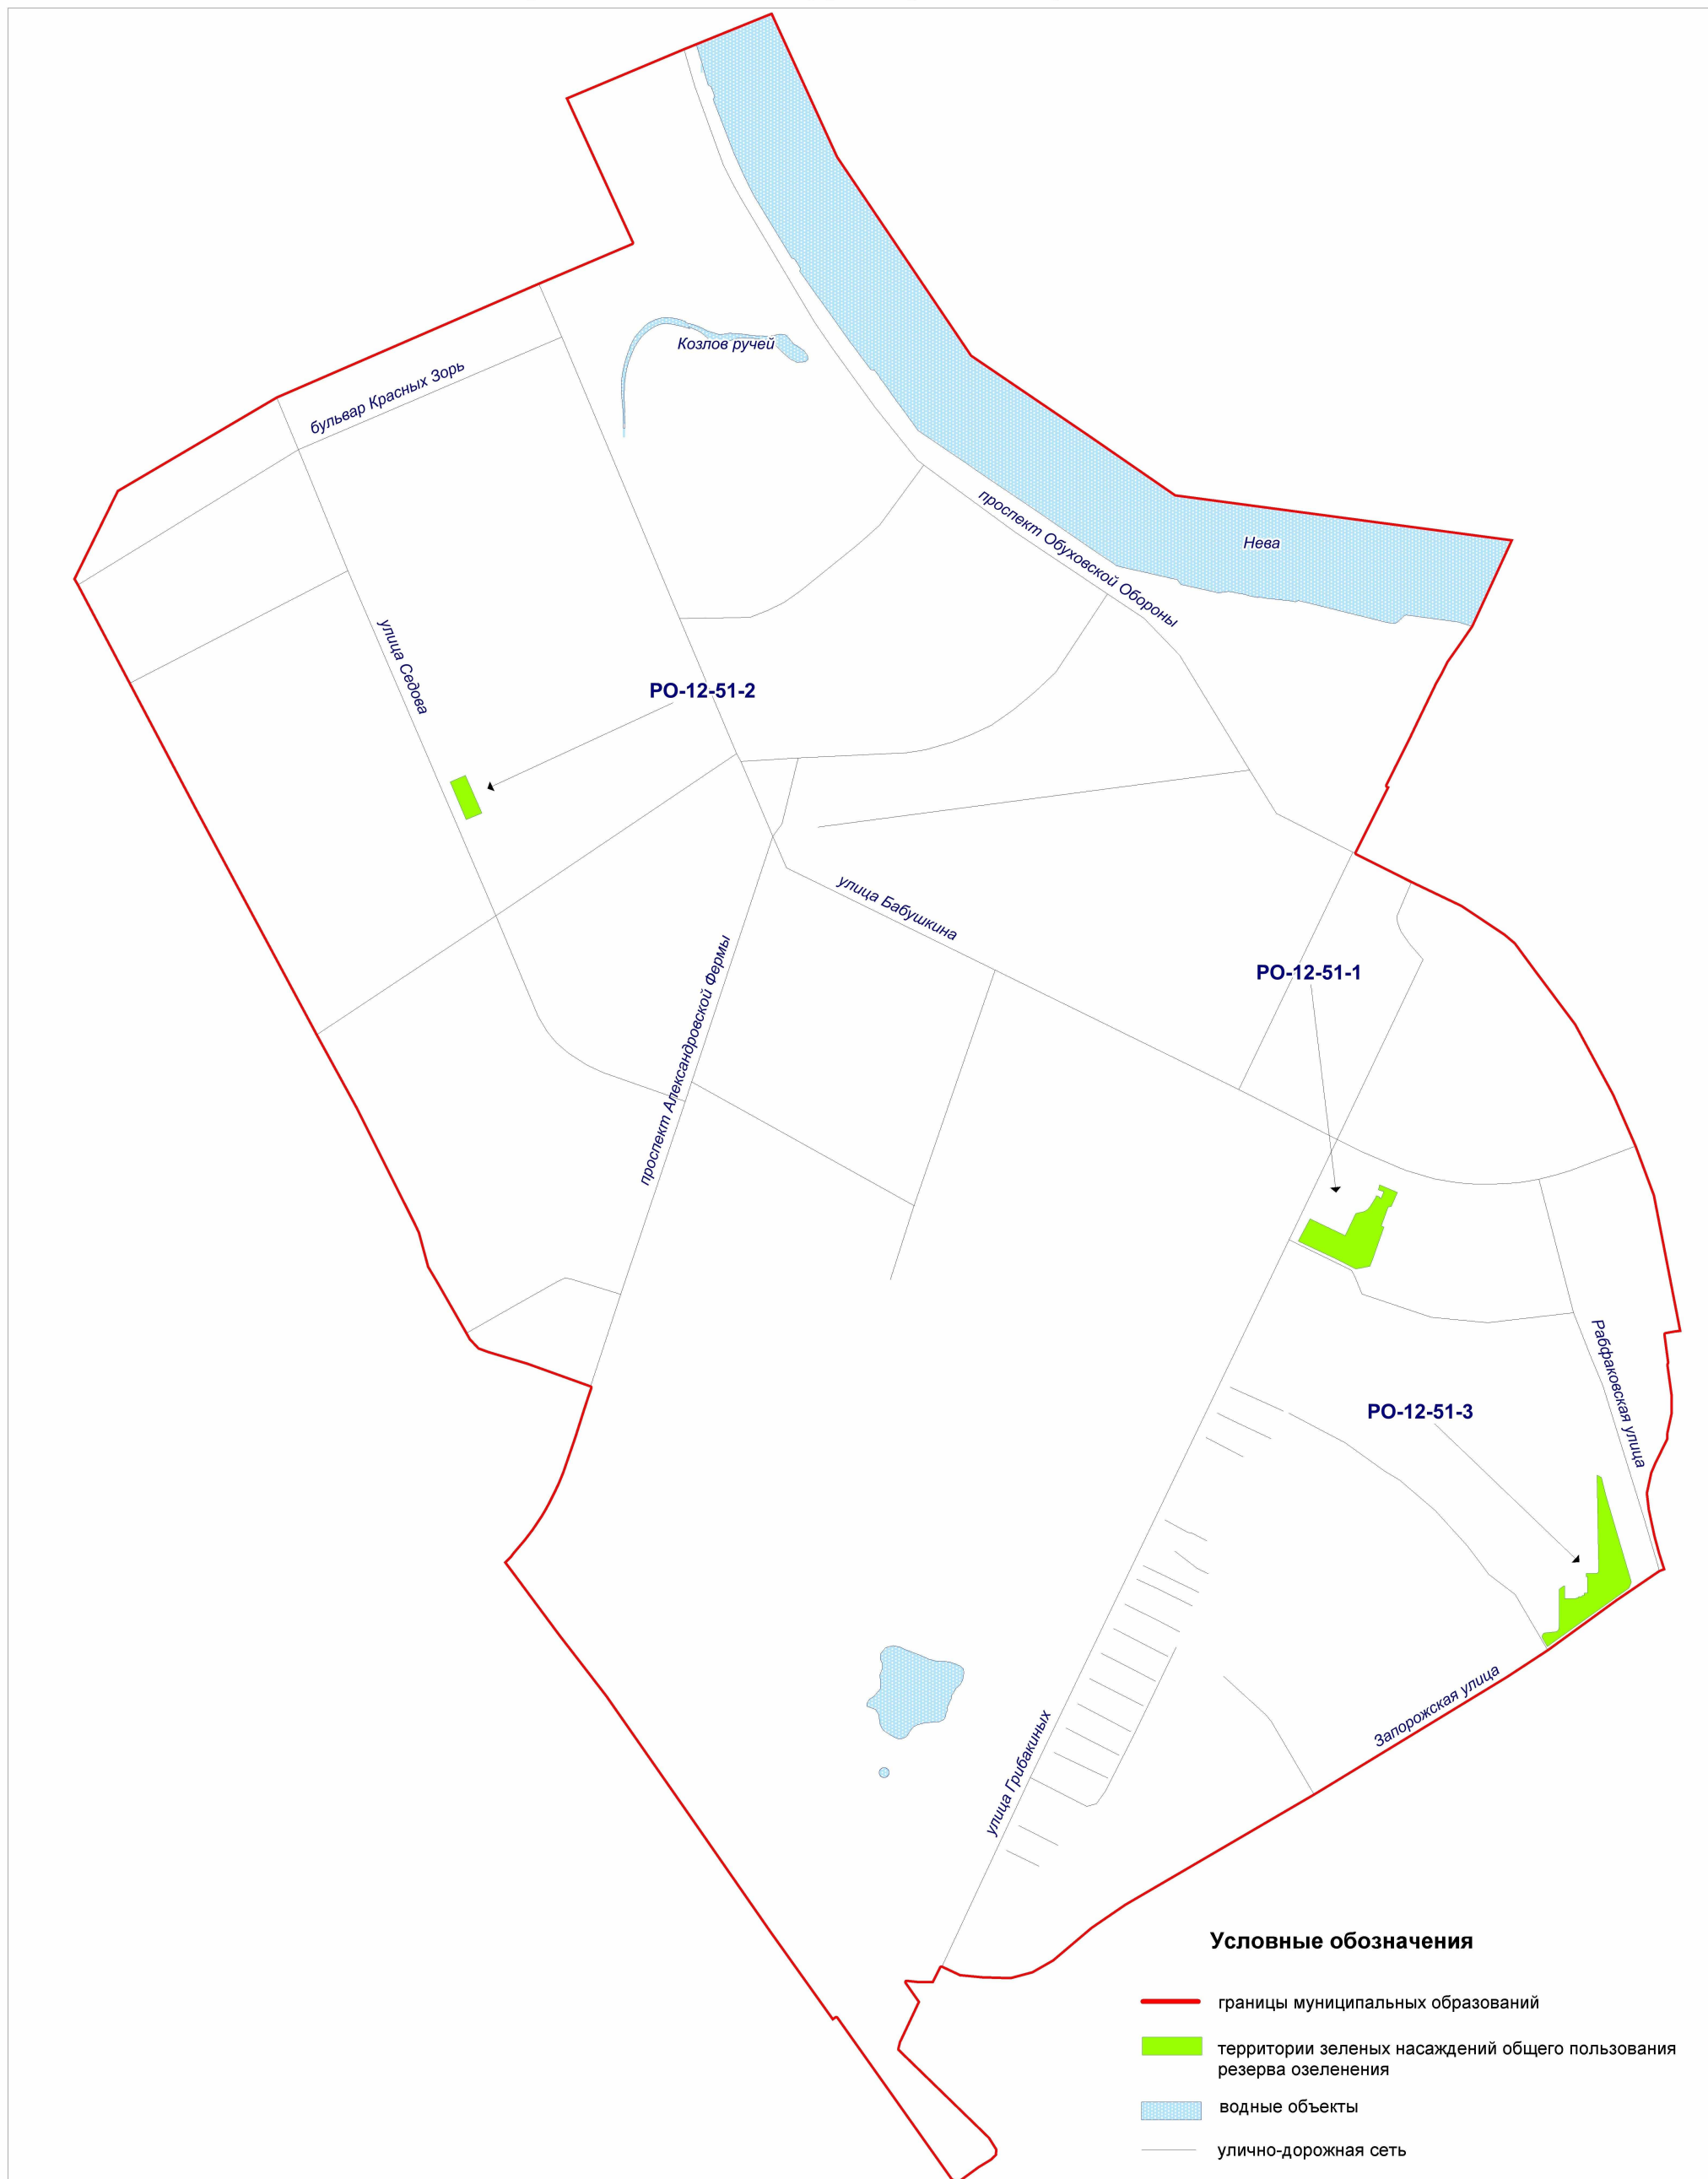 Козлов ручей
бульвар Красных Зорь
проспект Обуховской Обороны
Нева
улица Седова
РО-12-51-2
улица Бабушкина
проспект Александровской Фермы
РО-12-51-1
Рабфаковская улица
РО-12-51-3
Запорожская улица
улица Грибакиных
Условные обозначения
границы муниципальных образований
территории зеленых насаждений общего пользования
резерва озеленения
водные объекты
улично-дорожная сеть